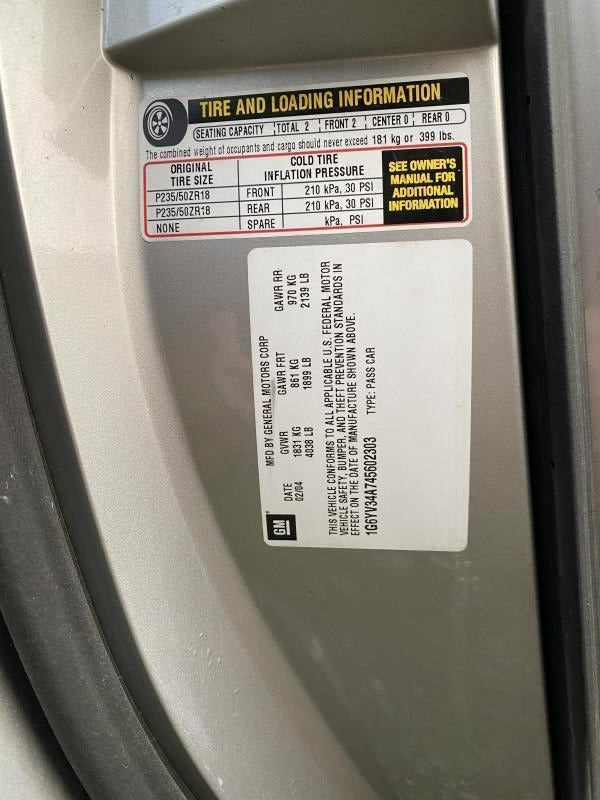 TIRE AND LOADING INFORMATION
SEATING CAPACITY TOTAL 2 FRONT 2 CENTER 0 REAR 0
The combined weight of occupants and cargo should never exceed 181 kg or 399 lbs.
ORIGINAL TIRE SIZE COLD TIRE INFLATION PRESSURE
P235/50ZR18 FRONT 210 kPa, 30 PSI
P235/50ZR18 REAR 210 kPa, 30 PSI
NONE SPARE kPa, PSI
SEE OWNER'S
MANUAL FOR
ADDITIONAL
INFORMATION
GM
MFD BY GENERAL MOTORS CORP
DATE GVWR GAWR FRT GAWR RR
02/04 1831 KG 861 KG 970 KG
4038 LB 1899 LB 2139 LB
THIS VEHICLE CONFORMS TO ALL APPLICABLE U.S. FEDERAL MOTOR
VEHICLE SAFETY, BUMPER, AND THEFT PREVENTION STANDARDS IN
EFFECT ON THE DATE OF MANUFACTURE SHOWN ABOVE.
1G6YV34A745602303 TYPE: PASS CAR